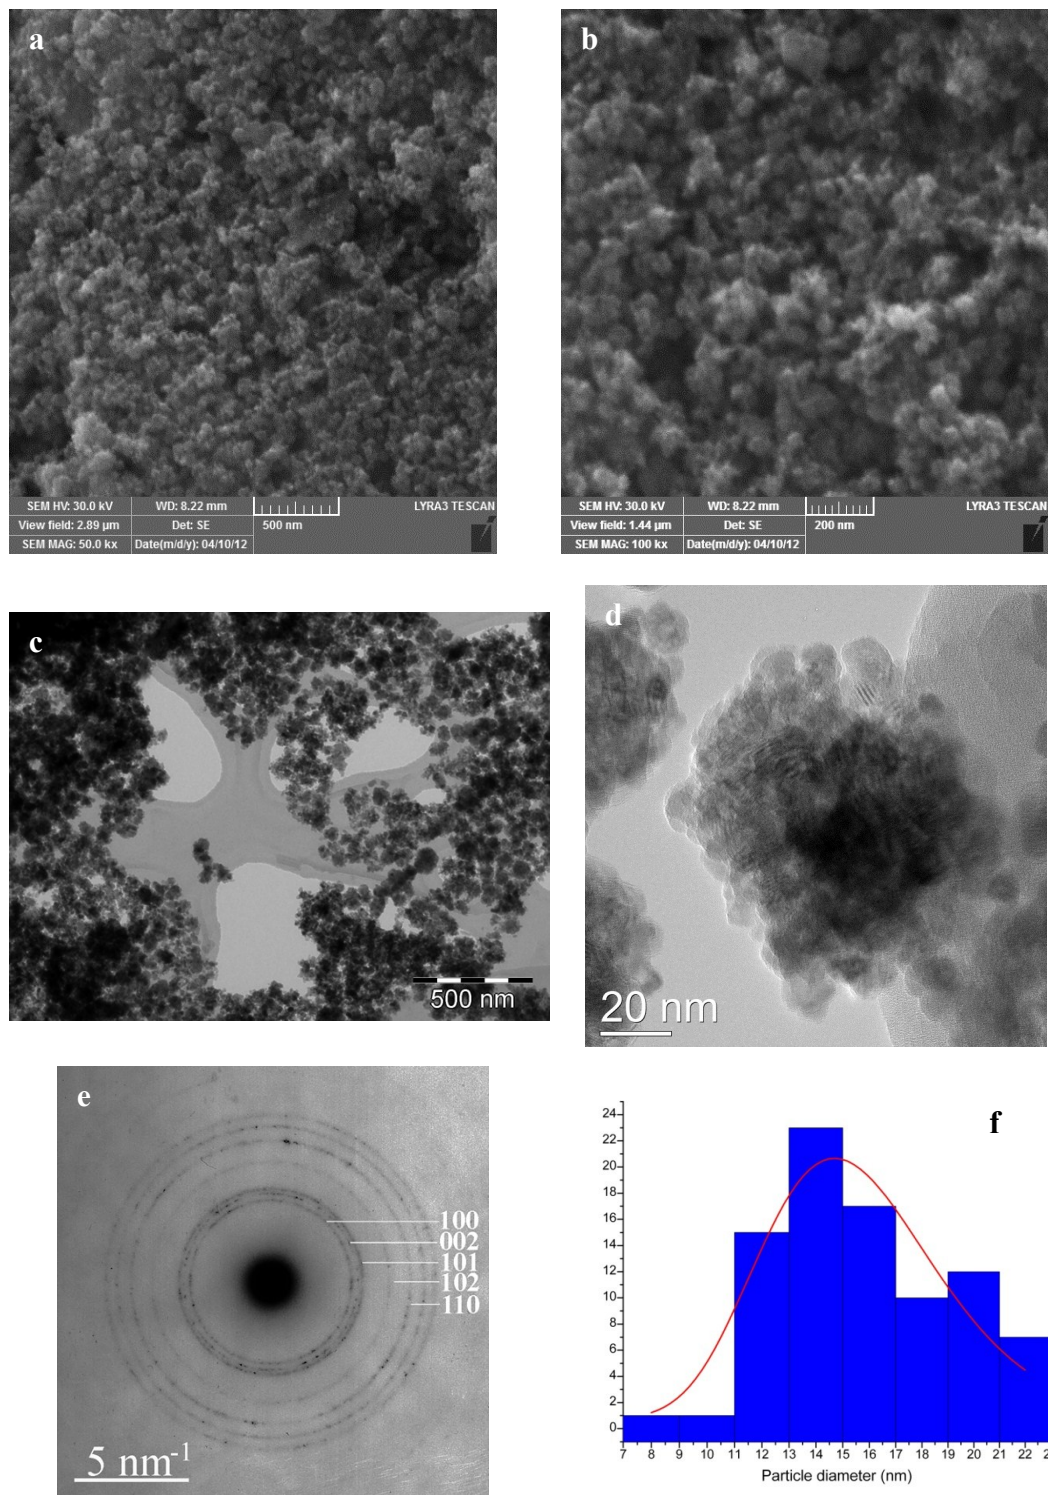 a
SEM HV: 30.0 kV WD: 8.22 mm LYRA3 TESCAN
View field: 2.89 µm Det: SE 500 nm
SEM MAG: 50.0 kx Date(m/d/y): 04/10/12
b
SEM HV: 30.0 kV WD: 8.22 mm LYRA3 TESCAN
View field: 1.44 µm Det: SE 200 nm
SEM MAG: 100 kx Date(m/d/y): 04/10/12
c
500 nm
d
20 nm
e
100
002
101
102
110
5 nm-1
f
24
22
20
18
16
14
12
10
8
6
4
2
0
7 8 9 10 11 12 13 14 15 16 17 18 19 20 21 22
Particle diameter (nm)